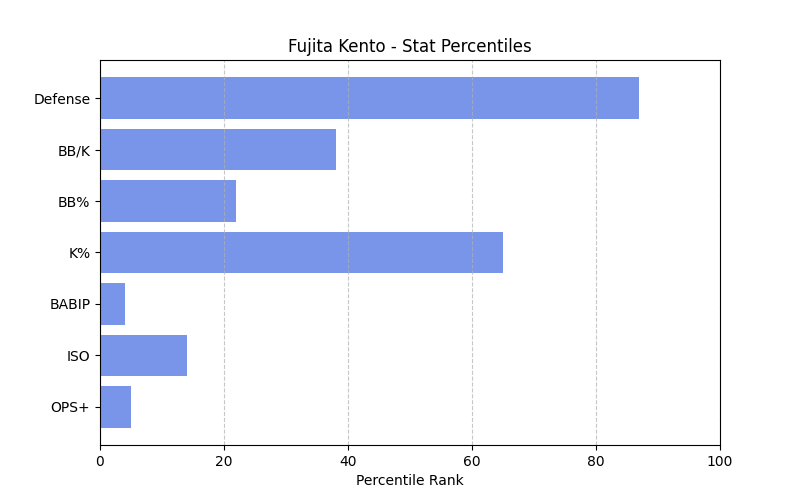 Fujita Kento - Stat Percentiles
Defense
BB/K
BB%
K%
BABIP
ISO
OPS+
0 20 40 60 80 100
Percentile Rank